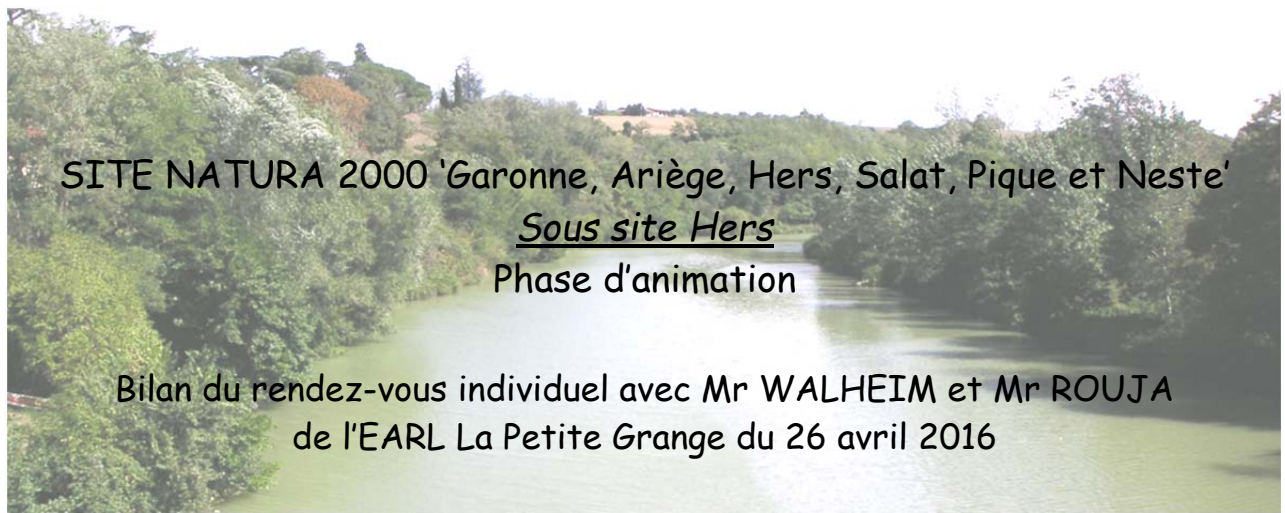 SITE NATURA 2000 ‘Garonne, Ariège, Hers, Salat, Pique et Neste’
Sous site Hers
Phase d’animation
Bilan du rendez-vous individuel avec Mr WALHEIM et Mr ROUJA
de l’EARL La Petite Grange du 26 avril 2016